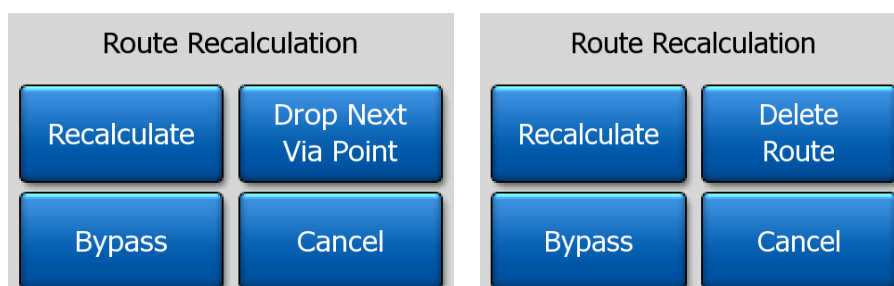 Route Recalculation
Recalculate
Drop Next
Via Point
Bypass
Cancel
Route Recalculation
Recalculate
Delete
Route
Bypass
Cancel